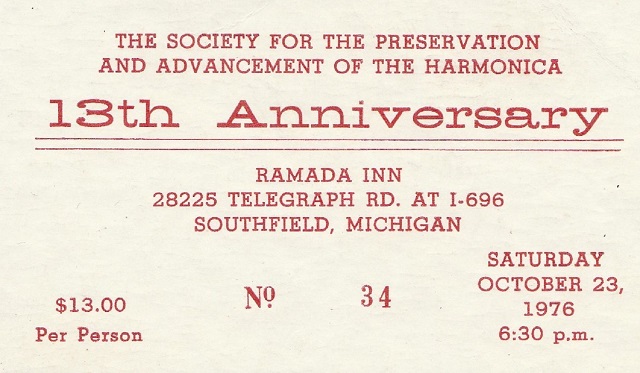 THE SOCIETY FOR THE PRESERVATION
AND ADVANCEMENT OF THE HARMONICA
13th Anniversary
RAMADA INN
28225 TELEGRAPH RD. AT I-696
SOUTHFIELD, MICHIGAN
$13.00
Per Person
Nº 34
SATURDAY
OCTOBER 23,
1976
6:30 p.m.